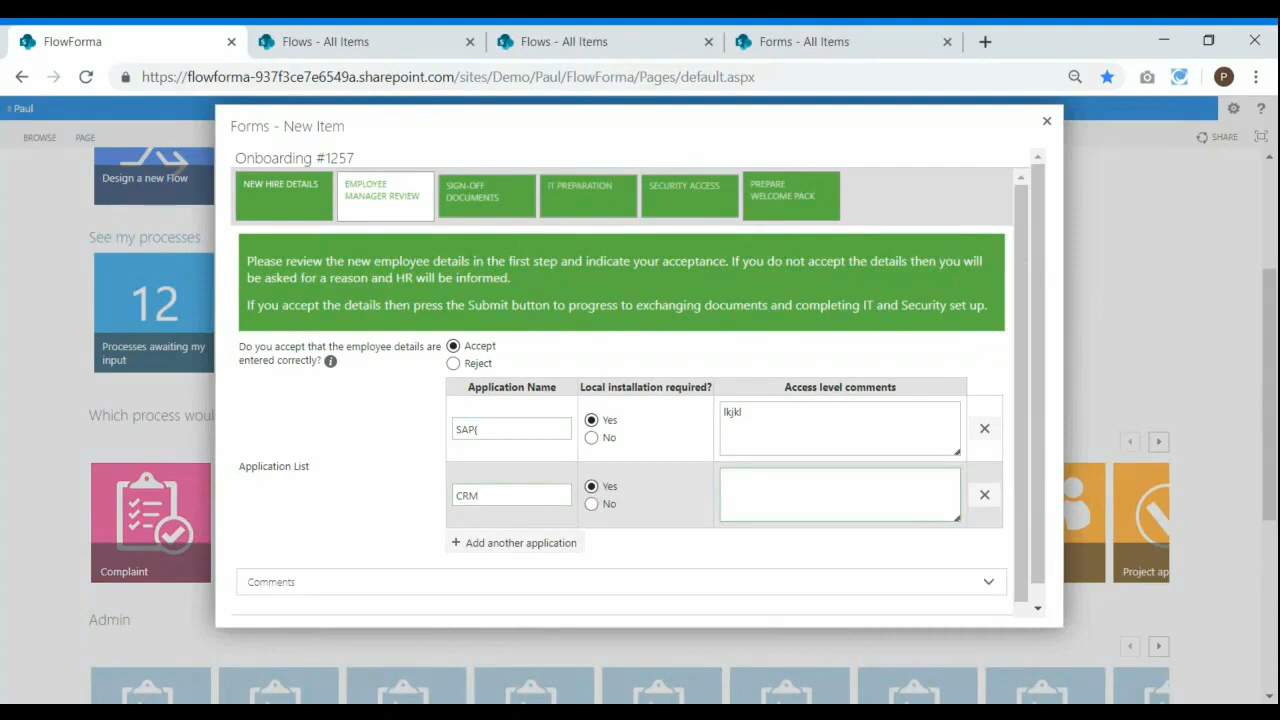 FlowForma
Flows - All Items
Flows - All Items
Forms - All Items
https://flowforma-937f3ce7e6549a.sharepoint.com/sites/Demo/Paul/FlowForma/Pages/default.aspx
P
Paul
?
BROWSE PAGE
SHARE
Design a new Flow
See my processes
12
Processes awaiting my
input
Which process wou
Complaint
Project ap
Admin
Forms - New Item
Onboarding #1257
NEW HIRE DETAILS
EMPLOYEE
MANAGER REVIEW
SIGN-OFF
DOCUMENTS
IT PREPARATION
SECURITY ACCESS
PREPARE
WELCOME PACK
Please review the new employee details in the first step and indicate your acceptance. If you do not accept the details then you will
be asked for a reason and HR will be informed.
If you accept the details then press the Submit button to progress to exchanging documents and completing IT and Security set up.
Do you accept that the employee details are
entered correctly? i
Accept
Reject
Application List
Application Name Local installation required? Access level comments
SAP{ Yes No lkjkl
CRM Yes No
+ Add another application
Comments